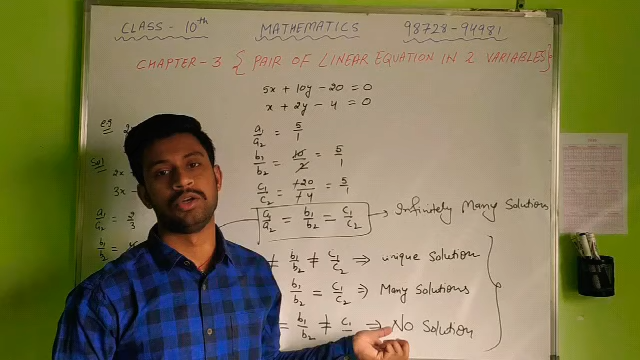 CLASS - 10th MATHEMATICS 98728-94981
CHAPTER-3 { PAIR OF LINEAR EQUATION IN 2 VARIABLES }
5x + 10y - 20 = 0
x + 2y - 4 = 0
eg 2x
a1/a2 = 5/1
Sol b1/b2 = 10/2 = 5/1
2x
3x - c1/c2 = -20/-4 = 5/1
a1/a2 = 2/3 a1/a2 = b1/b2 = c1/c2 → Infinitely Many Solutions
b1/b2 = ≠ b1/b2 ≠ c1/c2 ⇒ unique Solution
b1/b2 = c1/c2 ⇒ Many Solutions
= b1/b2 ≠ c1/ ⇒ No Solution